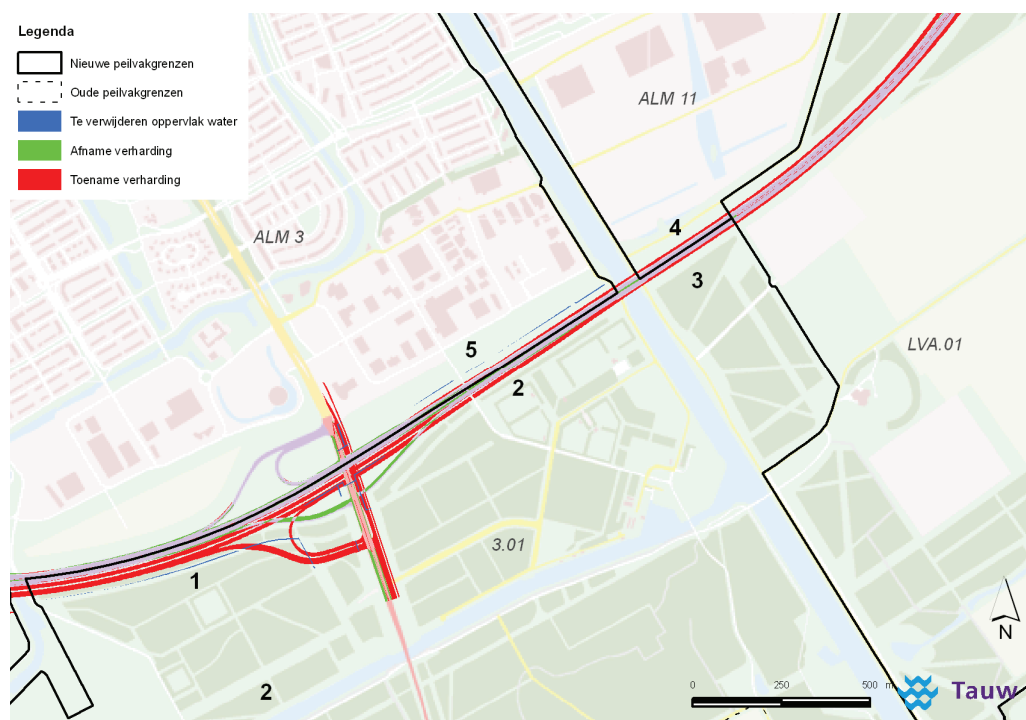 Legenda
Nieuwe peilvakgrenzen
Oude peilvakgrenzen
Te verwijderen oppervlak water
Afname verharding
Toename verharding
ALM 11
ALM 3
4
3
LVA.01
5
2
3.01
1
2
N
0 250 500 m
Tauw